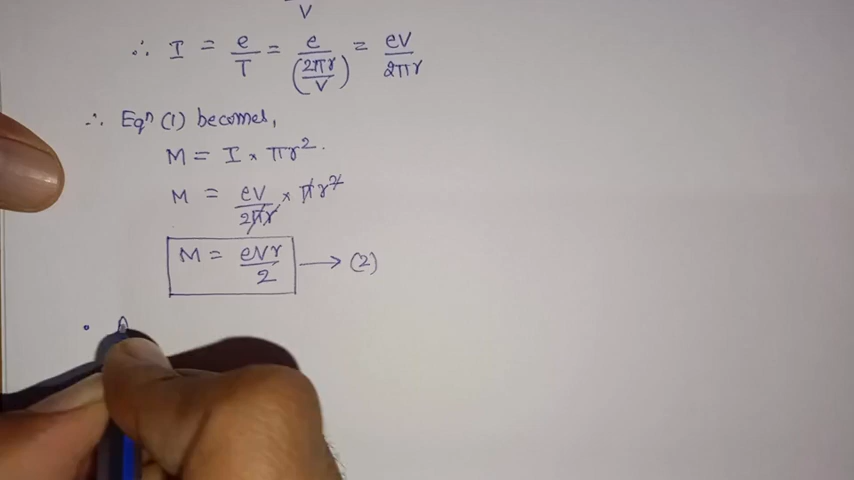 V
∴ I = e/T = e/(2πr/V) = eV/2πr
∴ Eqⁿ (1) becomes,
M = I × πr².
M = eV/2πr × πr²
M = eVr/2 → (2)